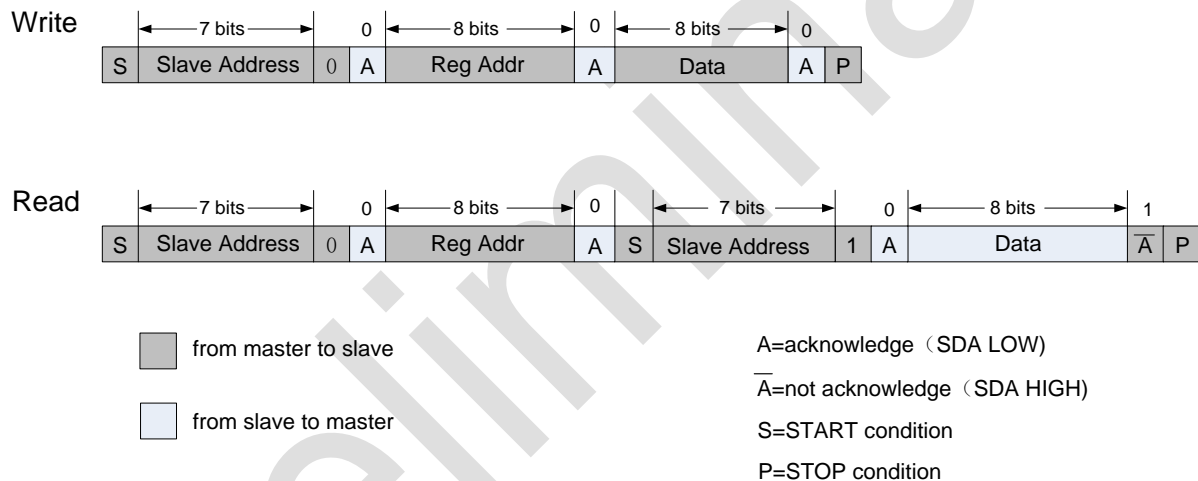 Write
7 bits 0 8 bits 0 8 bits 0
S Slave Address 0 A Reg Addr A Data A P
Read
7 bits 0 8 bits 0 7 bits 0 8 bits 1
S Slave Address 0 A Reg Addr A S Slave Address 1 A Data A̅ P
from master to slave
from slave to master
A=acknowledge（SDA LOW)
A̅=not acknowledge（SDA HIGH)
S=START condition
P=STOP condition
elimina